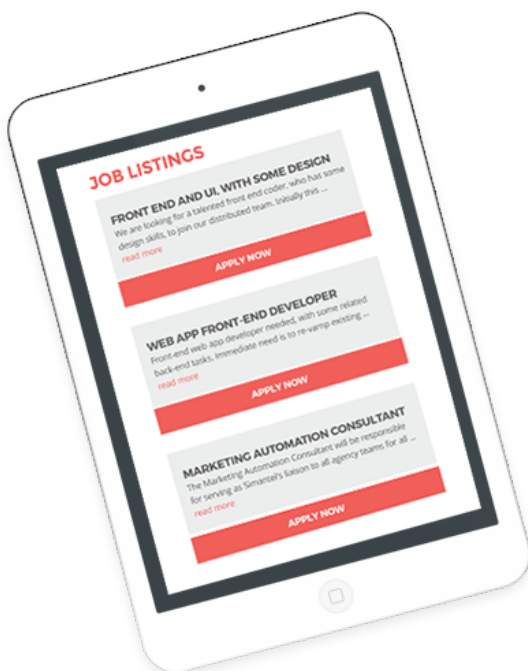 JOB LISTINGS
FRONT END AND UI, WITH SOME DESIGN
We are looking for a talented front end coder, who has some
design skills, to join our distributed team. Initially this ...
read more
APPLY NOW
WEB APP FRONT-END DEVELOPER
Front-end web app developer needed, with some related
back-end tasks. Immediate need is to re-vamp existing ...
read more
APPLY NOW
MARKETING AUTOMATION CONSULTANT
The Marketing Automation Consultant will be responsible
for serving as Simantel's liaison to all agency teams for all ...
read more
APPLY NOW